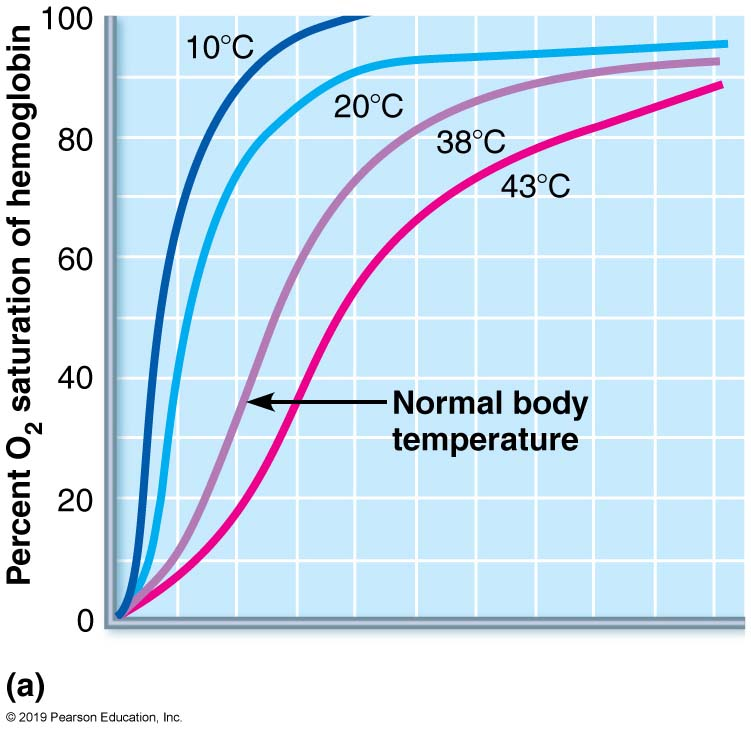 Percent O₂ saturation of hemoglobin
100
80
60
40
20
0
10°C
20°C
38°C
43°C
Normal body
temperature
(a)
© 2019 Pearson Education, Inc.